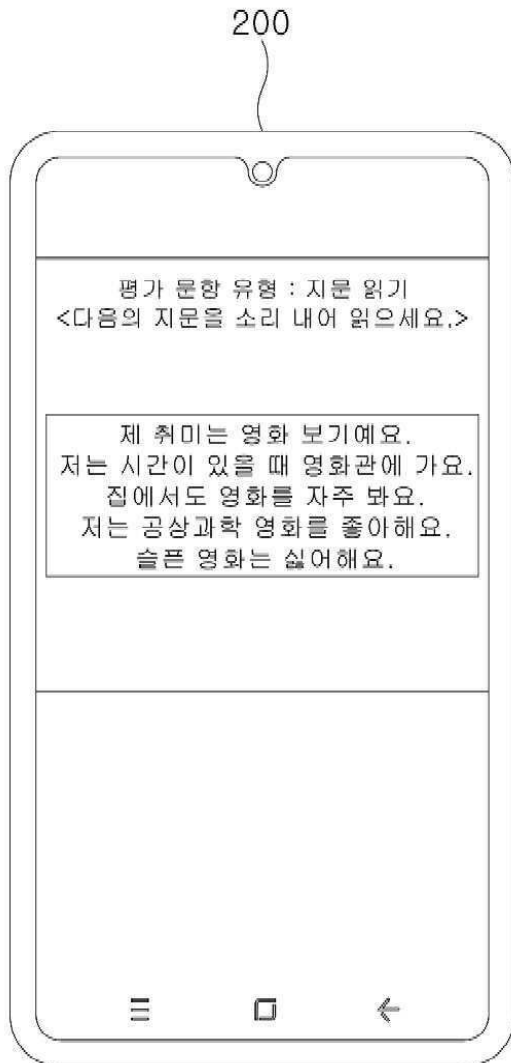 200
평가 문항 유형 : 지문 읽기
<다음의 지문을 소리 내어 읽으세요.>
제 취미는 영화 보기예요.
저는 시간이 있을 때 영화관에 가요.
집에서도 영화를 자주 봐요.
저는 공상과학 영화를 좋아해요.
슬픈 영화는 싫어해요.